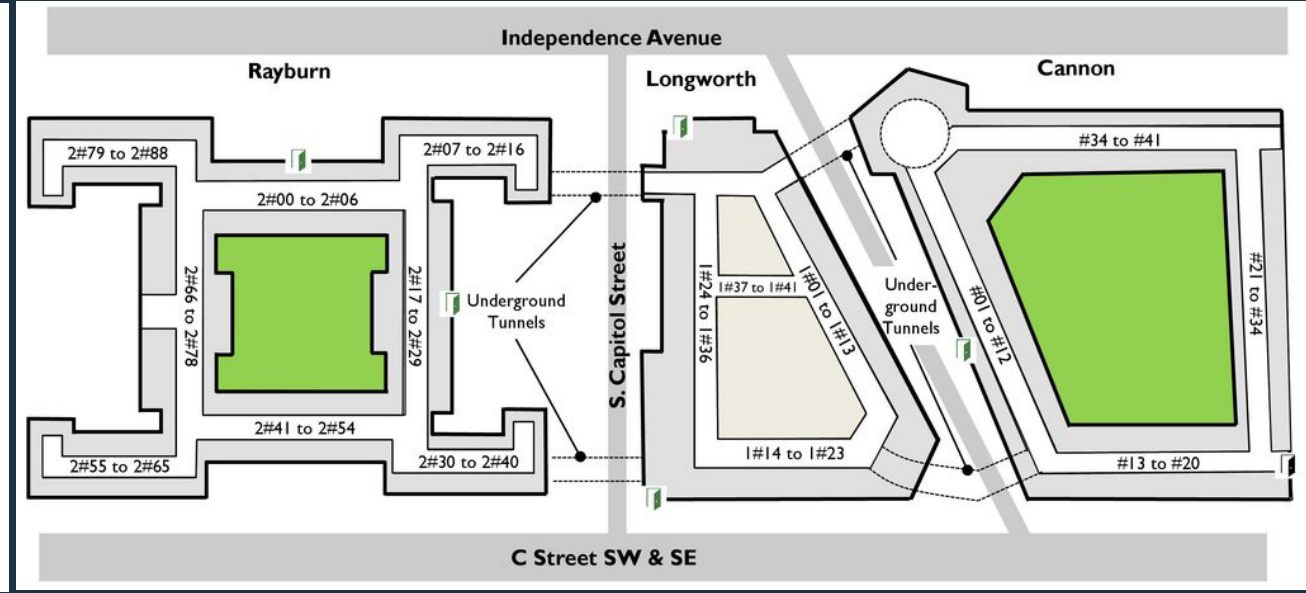 Independence Avenue
Rayburn
Longworth
Cannon
2#79 to 2#88
2#07 to 2#16
#34 to #41
2#00 to 2#06
2#66 to 2#78
2#17 to 2#29
Underground
Tunnels
S. Capitol Street
1#24 to 1#36
1#37 to 1#41
1#01 to 1#13
Under-
ground
Tunnels
#01 to #12
#21 to #34
2#41 to 2#54
2#55 to 2#65
2#30 to 2#40
1#14 to 1#23
#13 to #20
C Street SW & SE